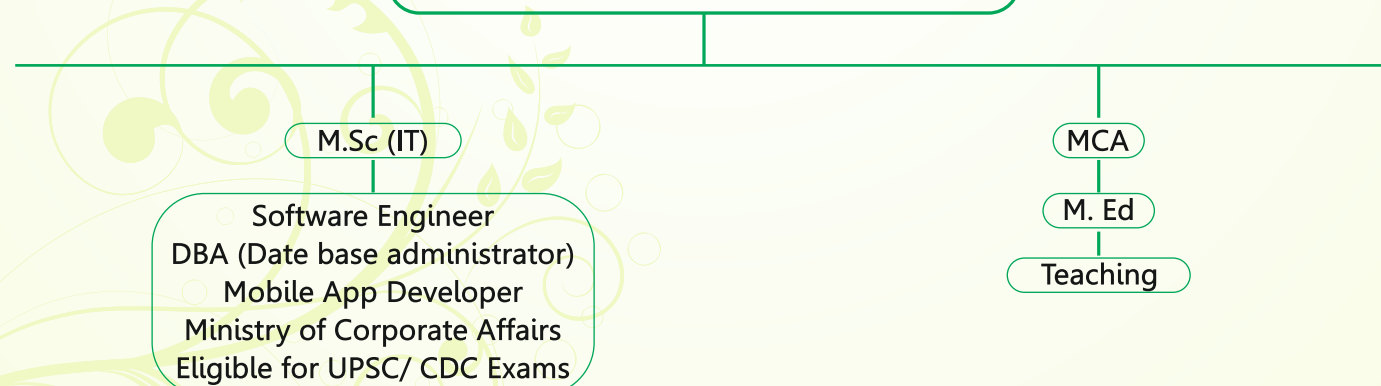 M.Sc (IT)
Software Engineer
DBA (Date base administrator)
Mobile App Developer
Ministry of Corporate Affairs
Eligible for UPSC/ CDC Exams
MCA
M. Ed
Teaching